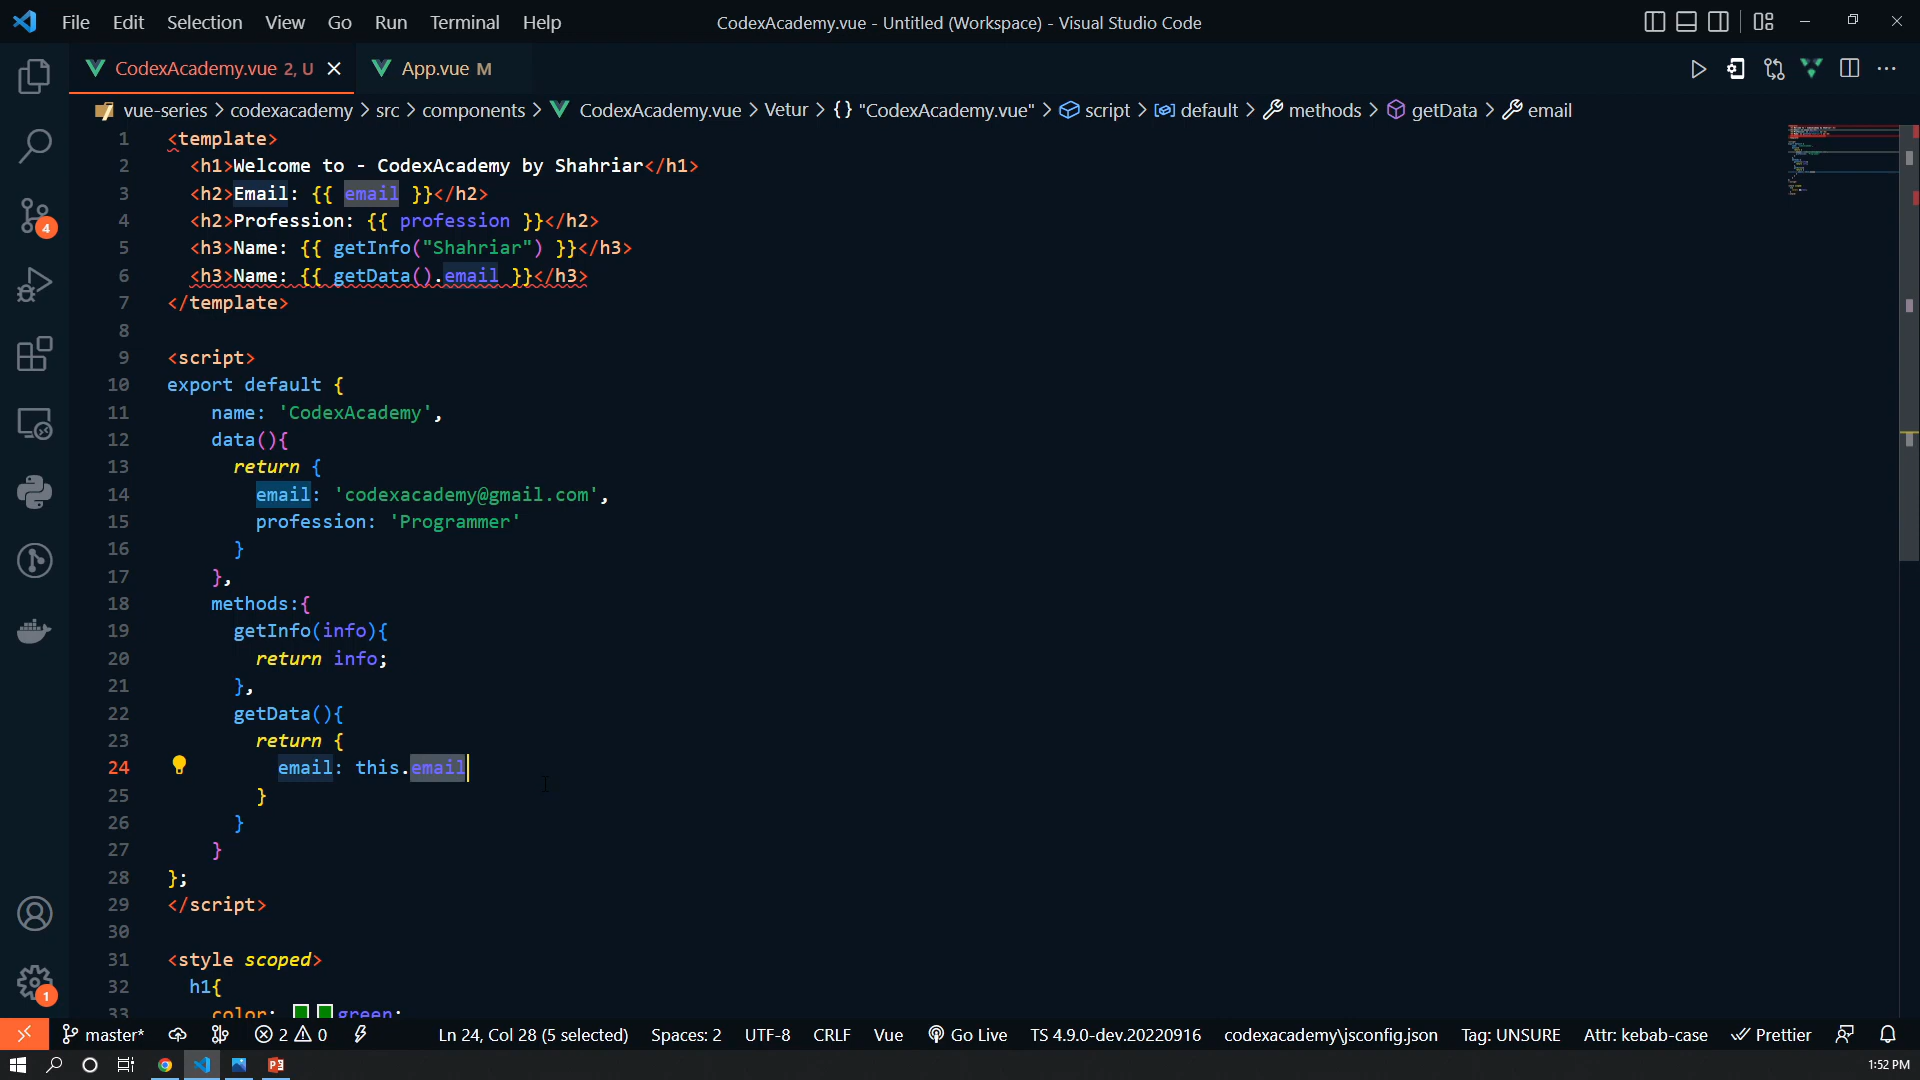 File Edit Selection View Go Run Terminal Help CodexAcademy.vue - Untitled (Workspace) - Visual Studio Code
CodexAcademy.vue 2, U App.vue M
vue-series > codexacademy > src > components > CodexAcademy.vue > Vetur > {} "CodexAcademy.vue" > script > default > methods > getData > email
1 <template>
2 <h1>Welcome to - CodexAcademy by Shahriar</h1>
3 <h2>Email: {{ email }}</h2>
4 <h2>Profession: {{ profession }}</h2>
5 <h3>Name: {{ getInfo("Shahriar") }}</h3>
6 <h3>Name: {{ getData().email }}</h3>
7 </template>
8
9 <script>
10 export default {
11 name: 'CodexAcademy',
12 data(){
13 return {
14 email: 'codexacademy@gmail.com',
15 profession: 'Programmer'
16 }
17 },
18 methods:{
19 getInfo(info){
20 return info;
21 },
22 getData(){
23 return {
24 email: this.email
25 }
26 }
27 }
28 };
29 </script>
30
31 <style scoped>
32 h1{
33 color: green;
4
1
master* 2 0 Ln 24, Col 28 (5 selected) Spaces: 2 UTF-8 CRLF Vue Go Live TS 4.9.0-dev.20220916 codexacademy\jsconfig.json Tag: UNSURE Attr: kebab-case Prettier
1:52 PM